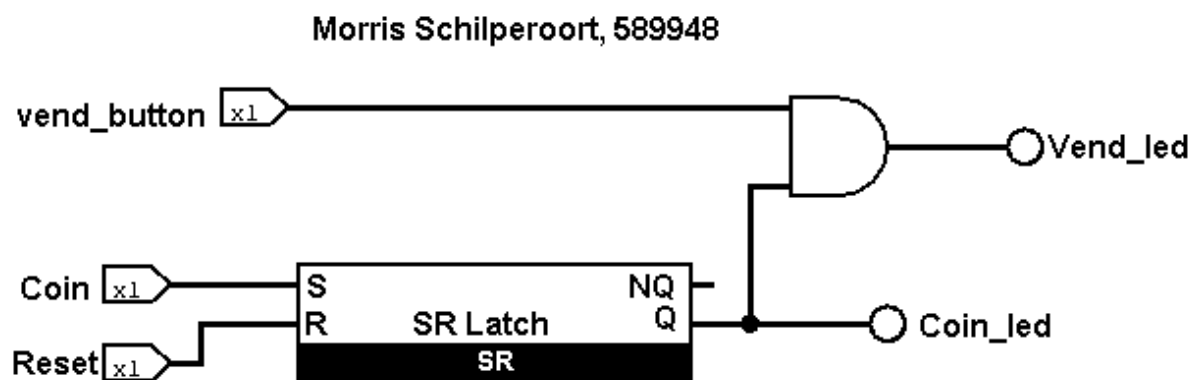 Morris Schilperoort, 589948
vend_button x1
Vend_led
Coin x1 S NQ
R SR Latch Q Coin_led
Reset x1 SR